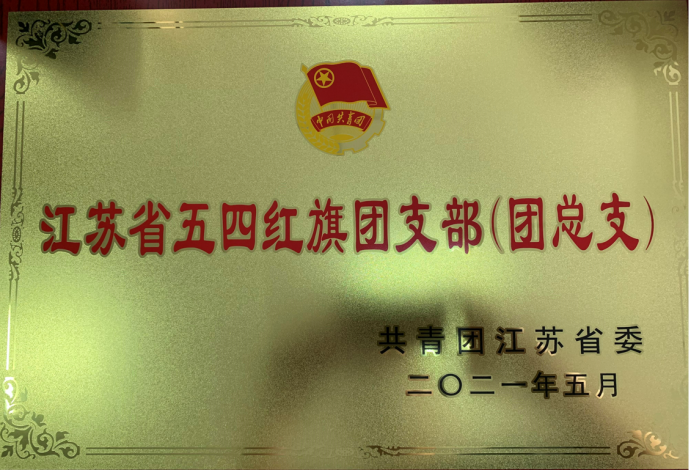 中国共青团
江苏省五四红旗团支部(团总支)
共青团江苏省委
二〇二一年五月